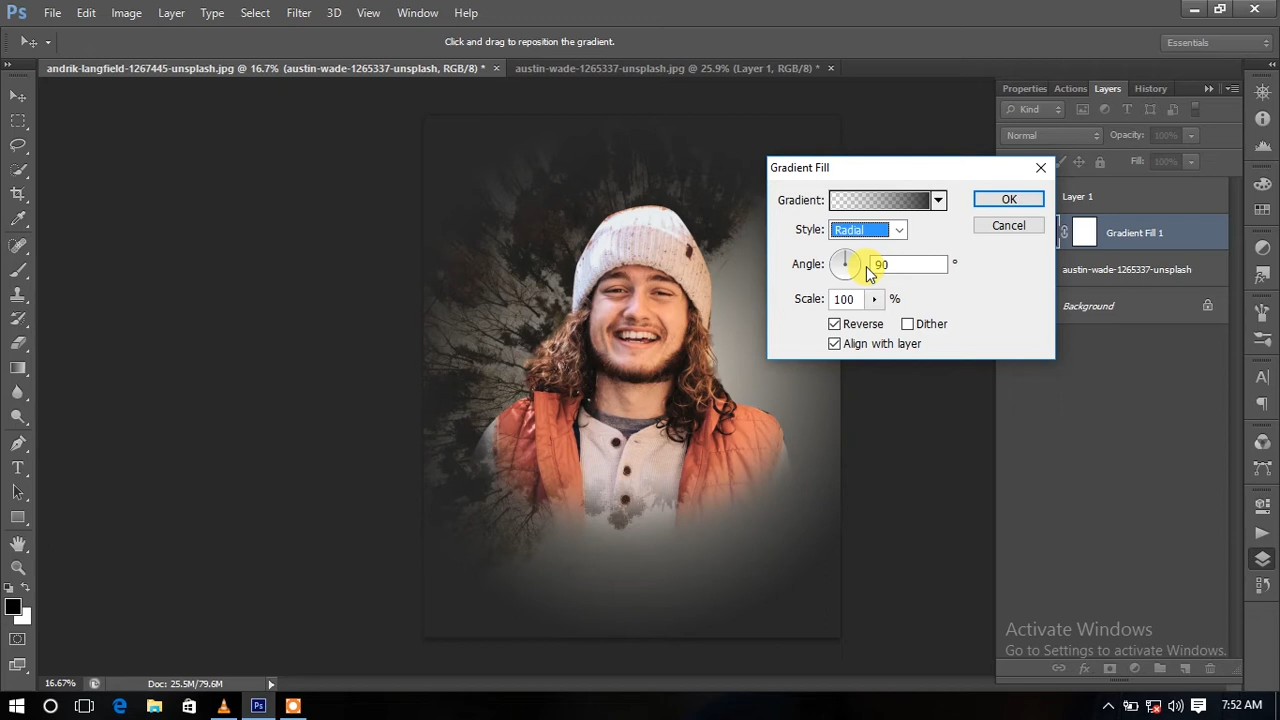 Ps File Edit Image Layer Type Select Filter 3D View Window Help
Click and drag to reposition the gradient.
Essentials
andrik-langfield-1267445-unsplash.jpg @ 16.7% (austin-wade-1265337-unsplash, RGB/8) *
austin-wade-1265337-unsplash.jpg @ 25.9% (Layer 1, RGB/8) *
Properties Actions Layers History
Kind
Normal Opacity: 100%
Fill: 100%
Gradient Fill
Gradient: OK
Style: Radial Cancel
Angle: 90 °
Scale: 100 %
Reverse Dither
Align with layer
Layer 1
Gradient Fill 1
austin-wade-1265337-unsplash
Background
Activate Windows
Go to Settings to activate Windows.
16.67% Doc: 25.5M/79.6M
Ps 7:52 AM